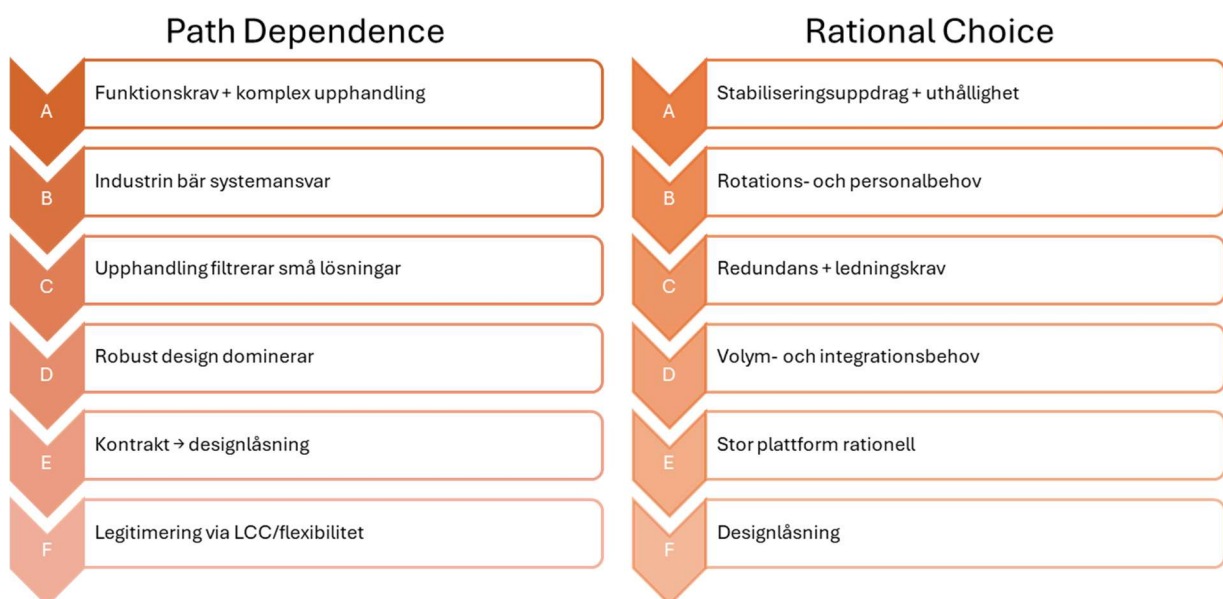 Path Dependence
A
Funktionskrav + komplex upphandling
B
Industrin bär systemansvar
C
Upphandling filtrerar små lösningar
D
Robust design dominerar
E
Kontrakt → designlåsning
F
Legitimering via LCC/flexibilitet
Rational Choice
A
Stabiliseringsuppdrag + uthållighet
B
Rotations- och personalbehov
C
Redundans + ledningskrav
D
Volym- och integrationsbehov
E
Stor plattform rationell
F
Designlåsning